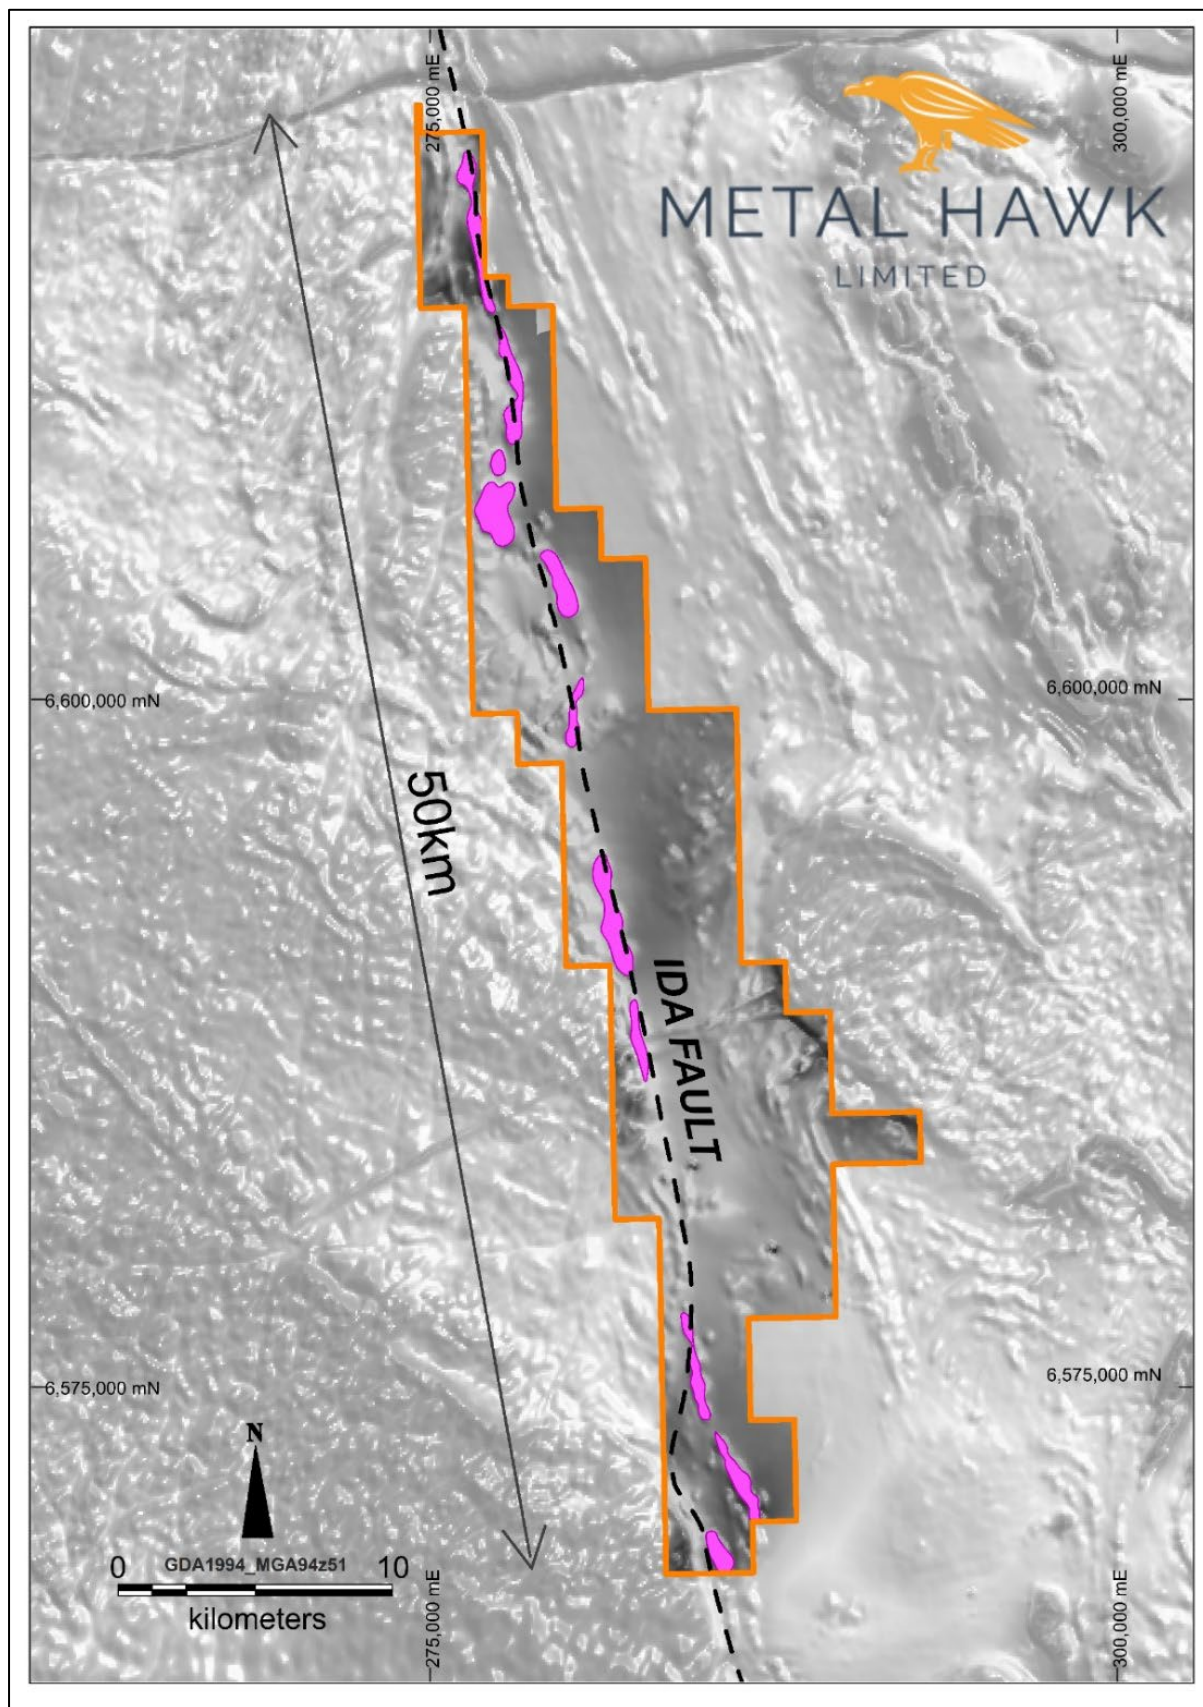 275,000 mE
300,000 mE
METAL HAWK
LIMITED
6,600,000 mN
6,600,000 mN
50km
IDA FAULT
6,575,000 mN
6,575,000 mN
N
0 GDA1994_MGA94z51 10
kilometers
275,000 mE
300,000 mE